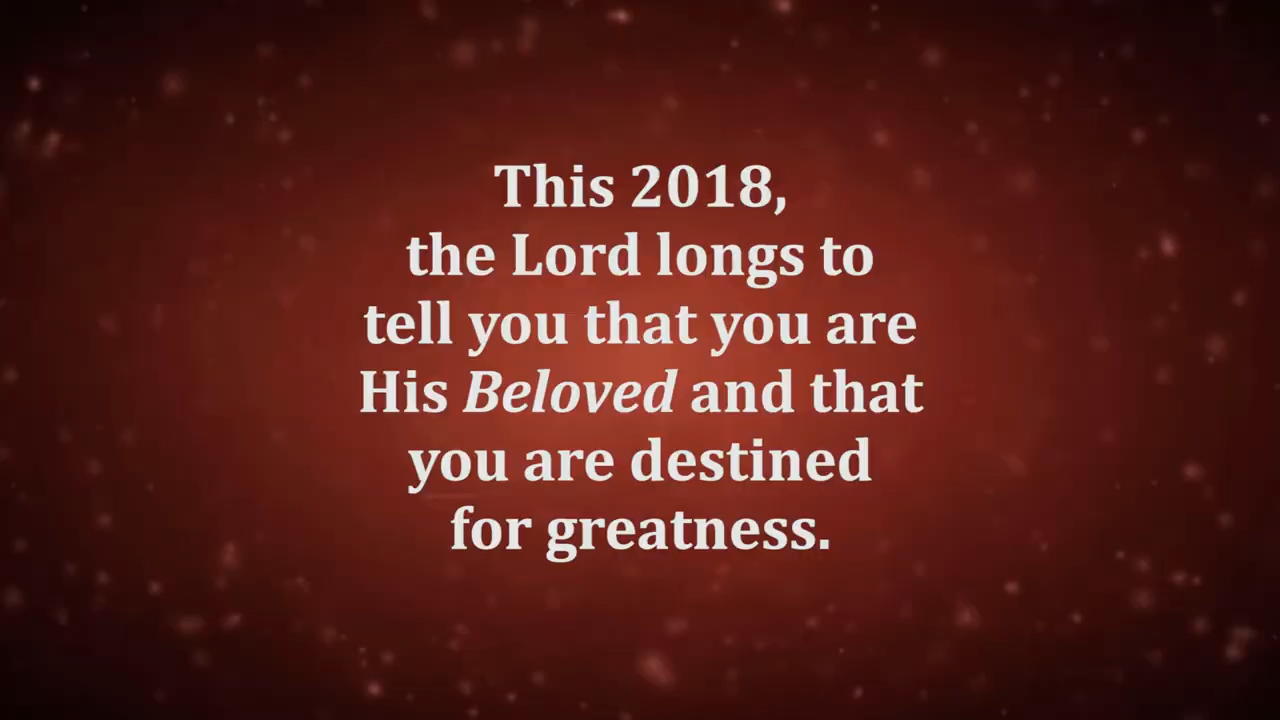 This 2018,
the Lord longs to
tell you that you are
His Beloved and that
you are destined
for greatness.